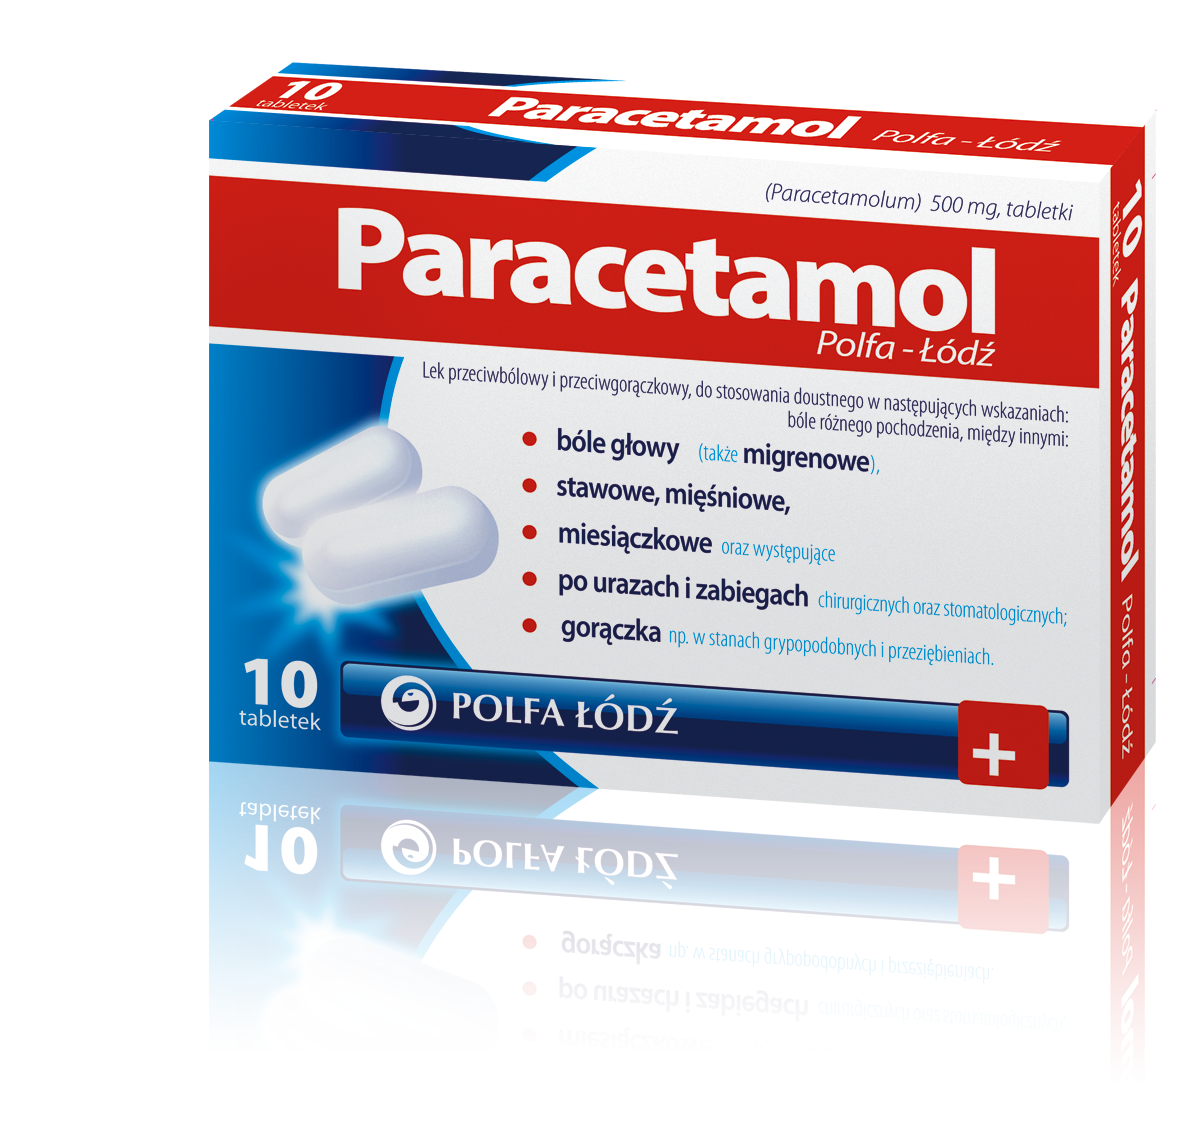 10
tabletek
Paracetamol Polfa - Łódź
(Paracetamolum) 500 mg, tabletki
Paracetamol
Polfa - Łódź
Lek przeciwbólowy i przeciwgorączkowy, do stosowania doustnego w następujących wskazaniach:
bóle różnego pochodzenia, między innymi:
• bóle głowy (także migrenowe),
• stawowe, mięśniowe,
• miesiączkowe oraz występujące
• po urazach i zabiegach chirurgicznych oraz stomatologicznych;
• gorączka np. w stanach grypopodobnych i przeziębieniach.
10
tabletek
POLFA ŁÓDŹ
10
tabletek
Paracetamol Polfa - Łódź